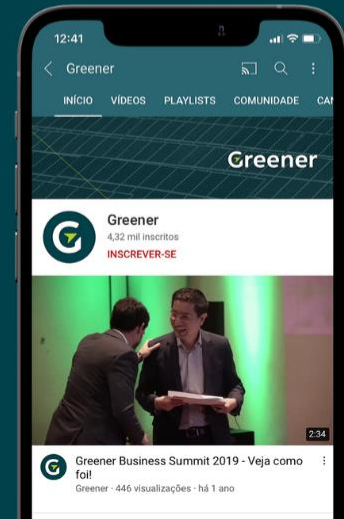 12:41
Greener
INÍCIO VÍDEOS PLAYLISTS COMUNIDADE CAN
Greener
Greener
4,32 mil inscritos
INSCREVER-SE
2:34
Greener Business Summit 2019 - Veja como
foi!
Greener · 446 visualizações · há 1 ano